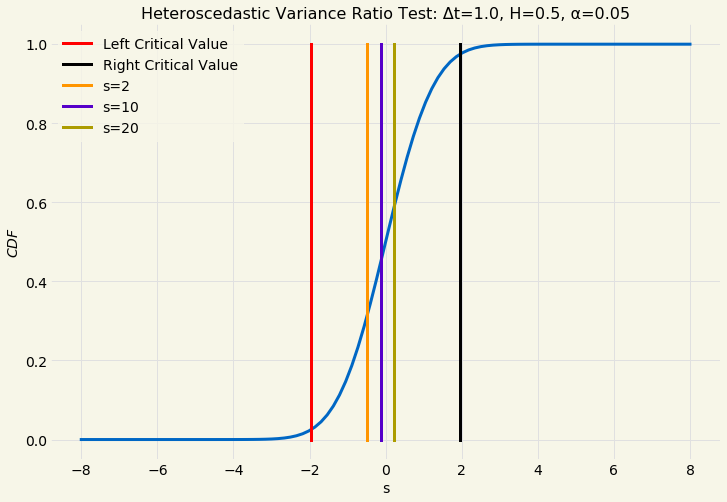 Heteroscedastic Variance Ratio Test: Δt=1.0, H=0.5, α=0.05
Left Critical Value
Right Critical Value
s=2
s=10
s=20
CDF
1.0
0.8
0.6
0.4
0.2
0.0
−8 −6 −4 −2 0 2 4 6 8
s